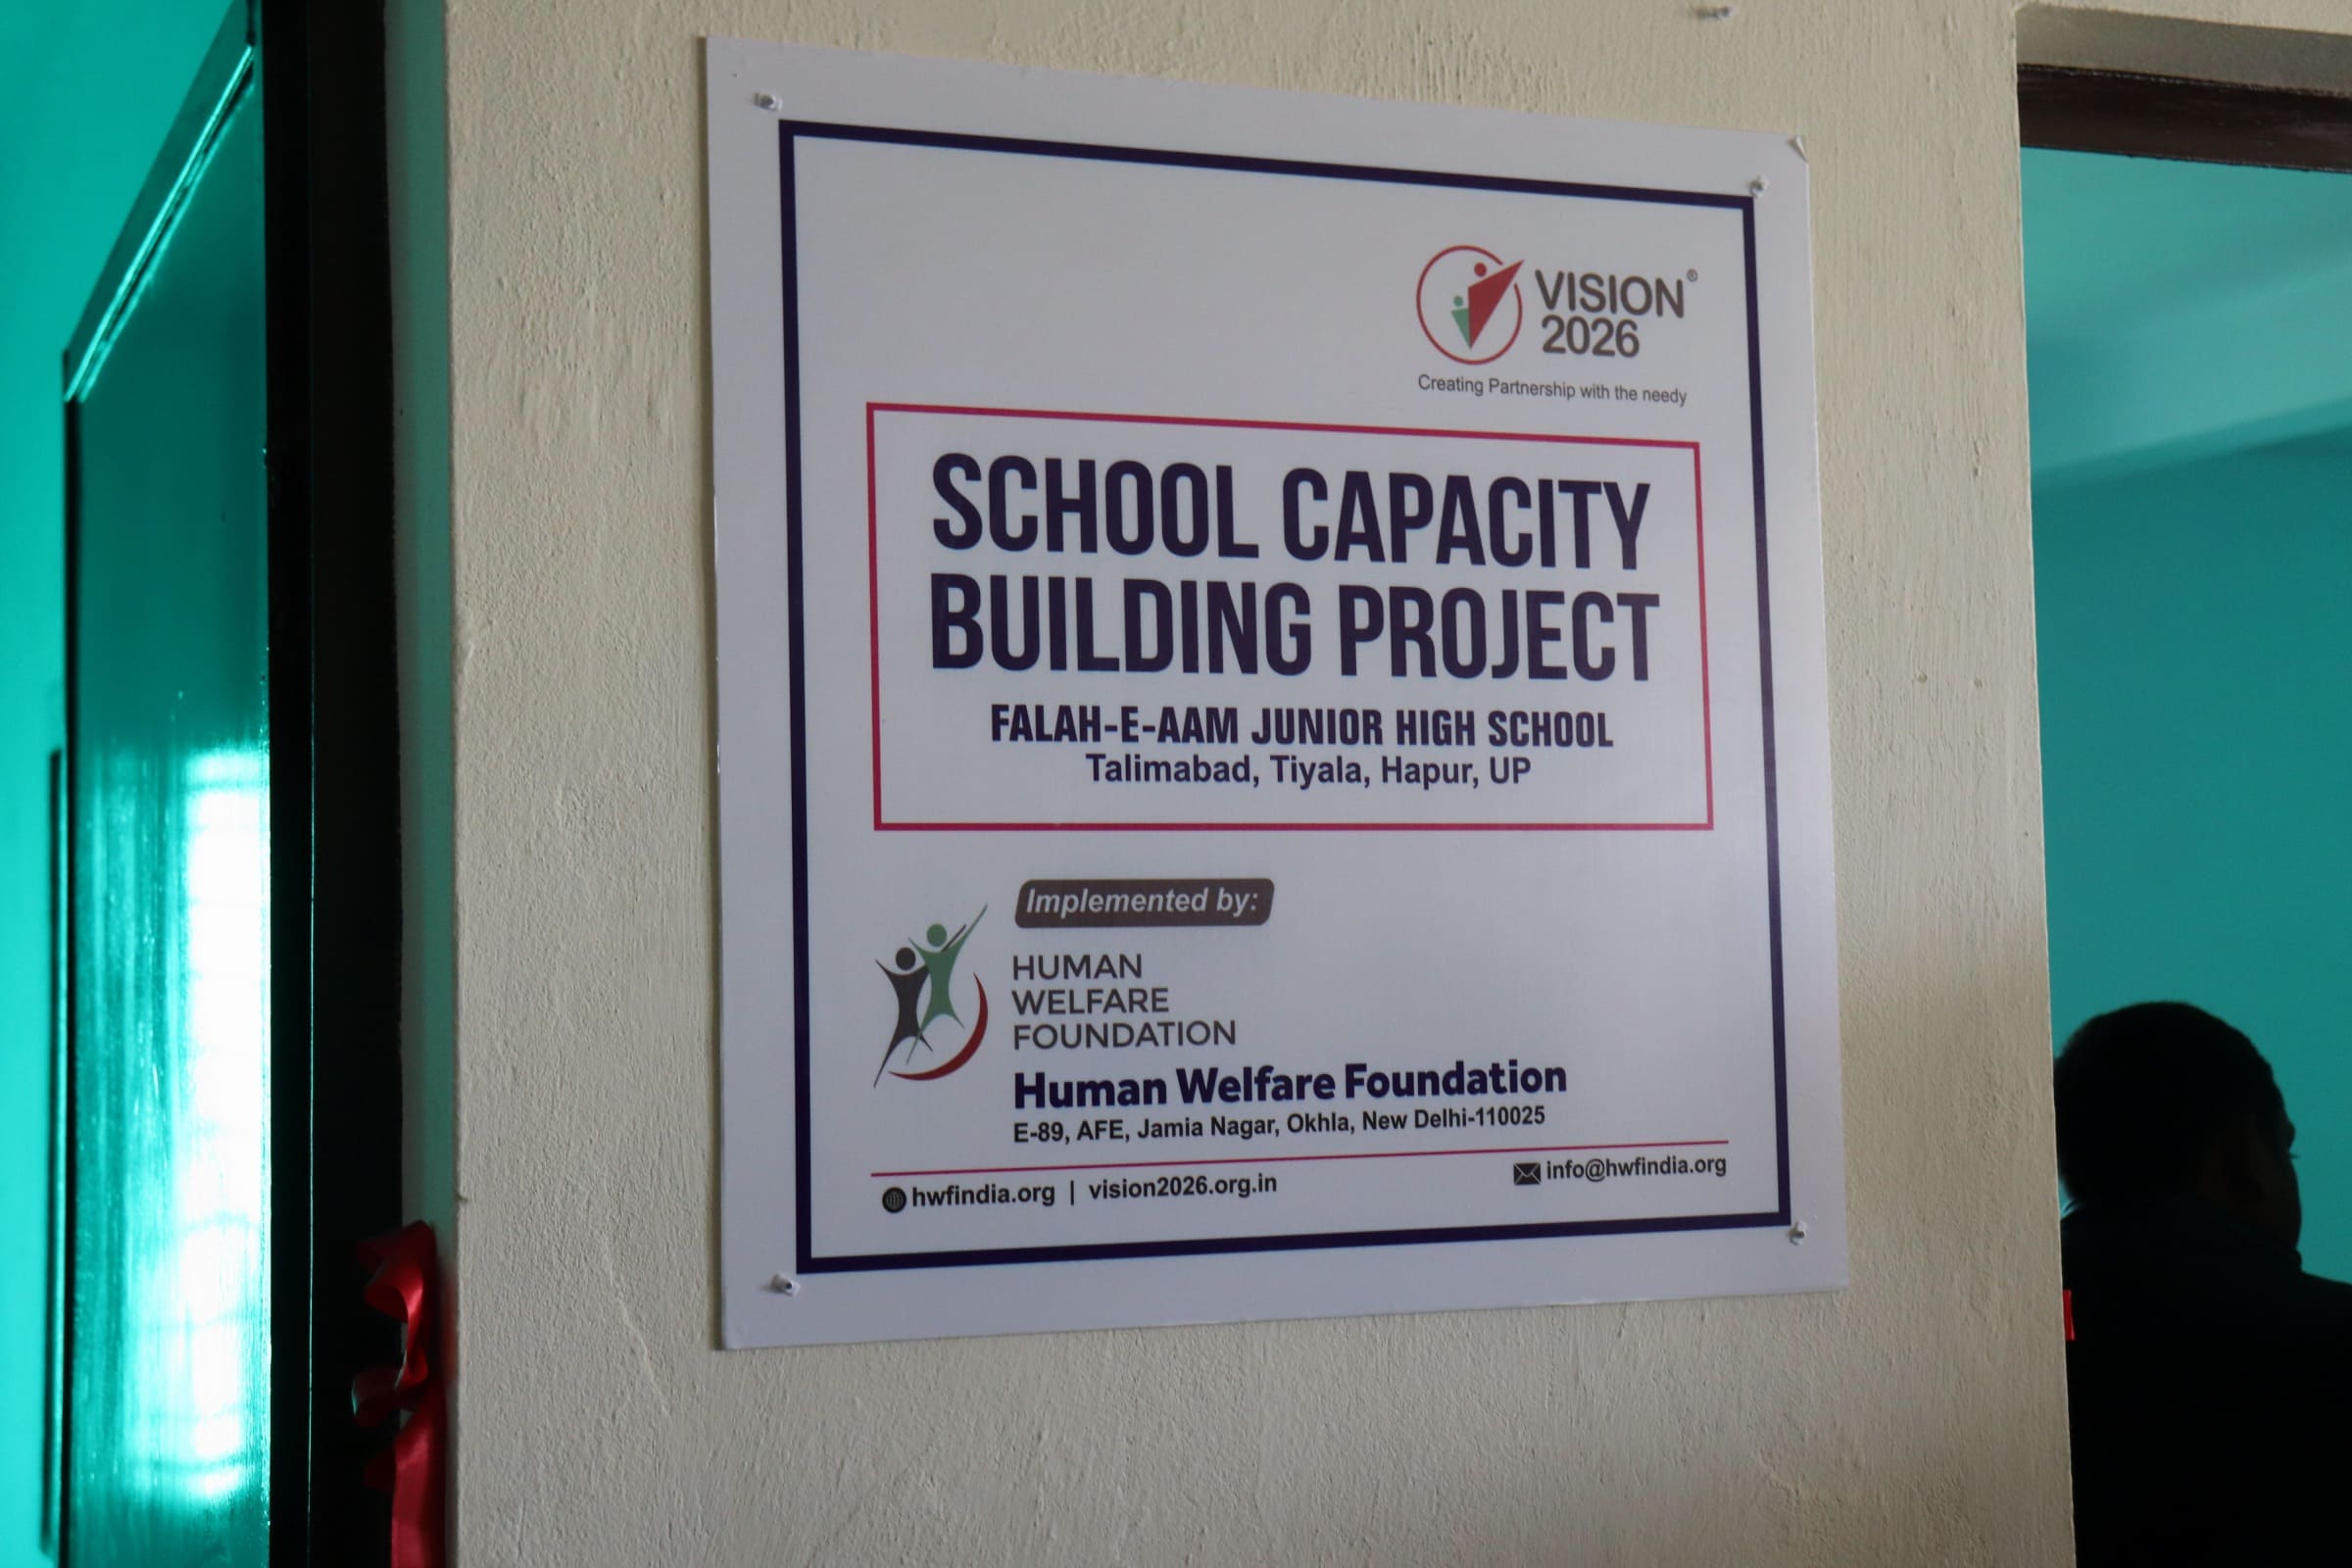 VISION®
2026
Creating Partnership with the needy
SCHOOL CAPACITY
BUILDING PROJECT
FALAH-E-AAM JUNIOR HIGH SCHOOL
Talimabad, Tiyala, Hapur, UP
Implemented by:
HUMAN
WELFARE
FOUNDATION
Human Welfare Foundation
E-89, AFE, Jamia Nagar, Okhla, New Delhi-110025
hwfindia.org | vision2026.org.in
info@hwfindia.org